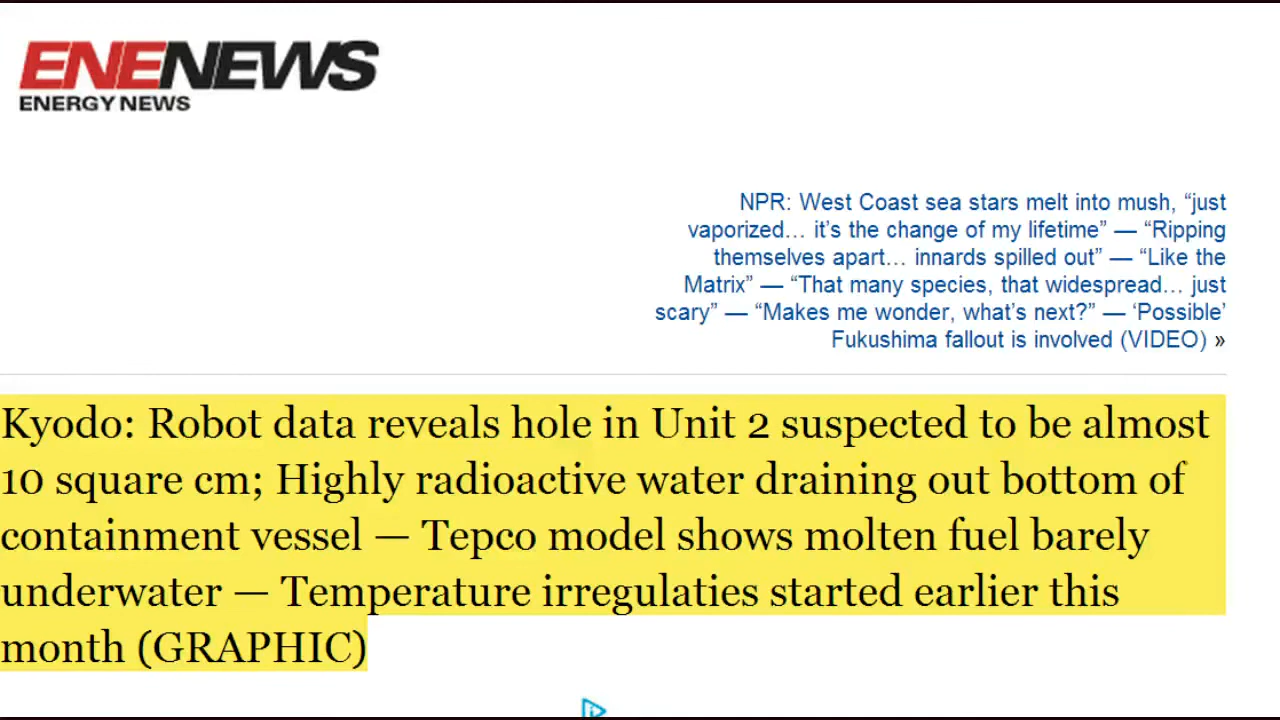 ENENEWS
ENERGY NEWS
NPR: West Coast sea stars melt into mush, “just
vaporized… it’s the change of my lifetime” — “Ripping
themselves apart… innards spilled out” — “Like the
Matrix” — “That many species, that widespread… just
scary” — “Makes me wonder, what’s next?” — ‘Possible’
Fukushima fallout is involved (VIDEO) »
Kyodo: Robot data reveals hole in Unit 2 suspected to be almost
10 square cm; Highly radioactive water draining out bottom of
containment vessel — Tepco model shows molten fuel barely
underwater — Temperature irregulaties started earlier this
month (GRAPHIC)